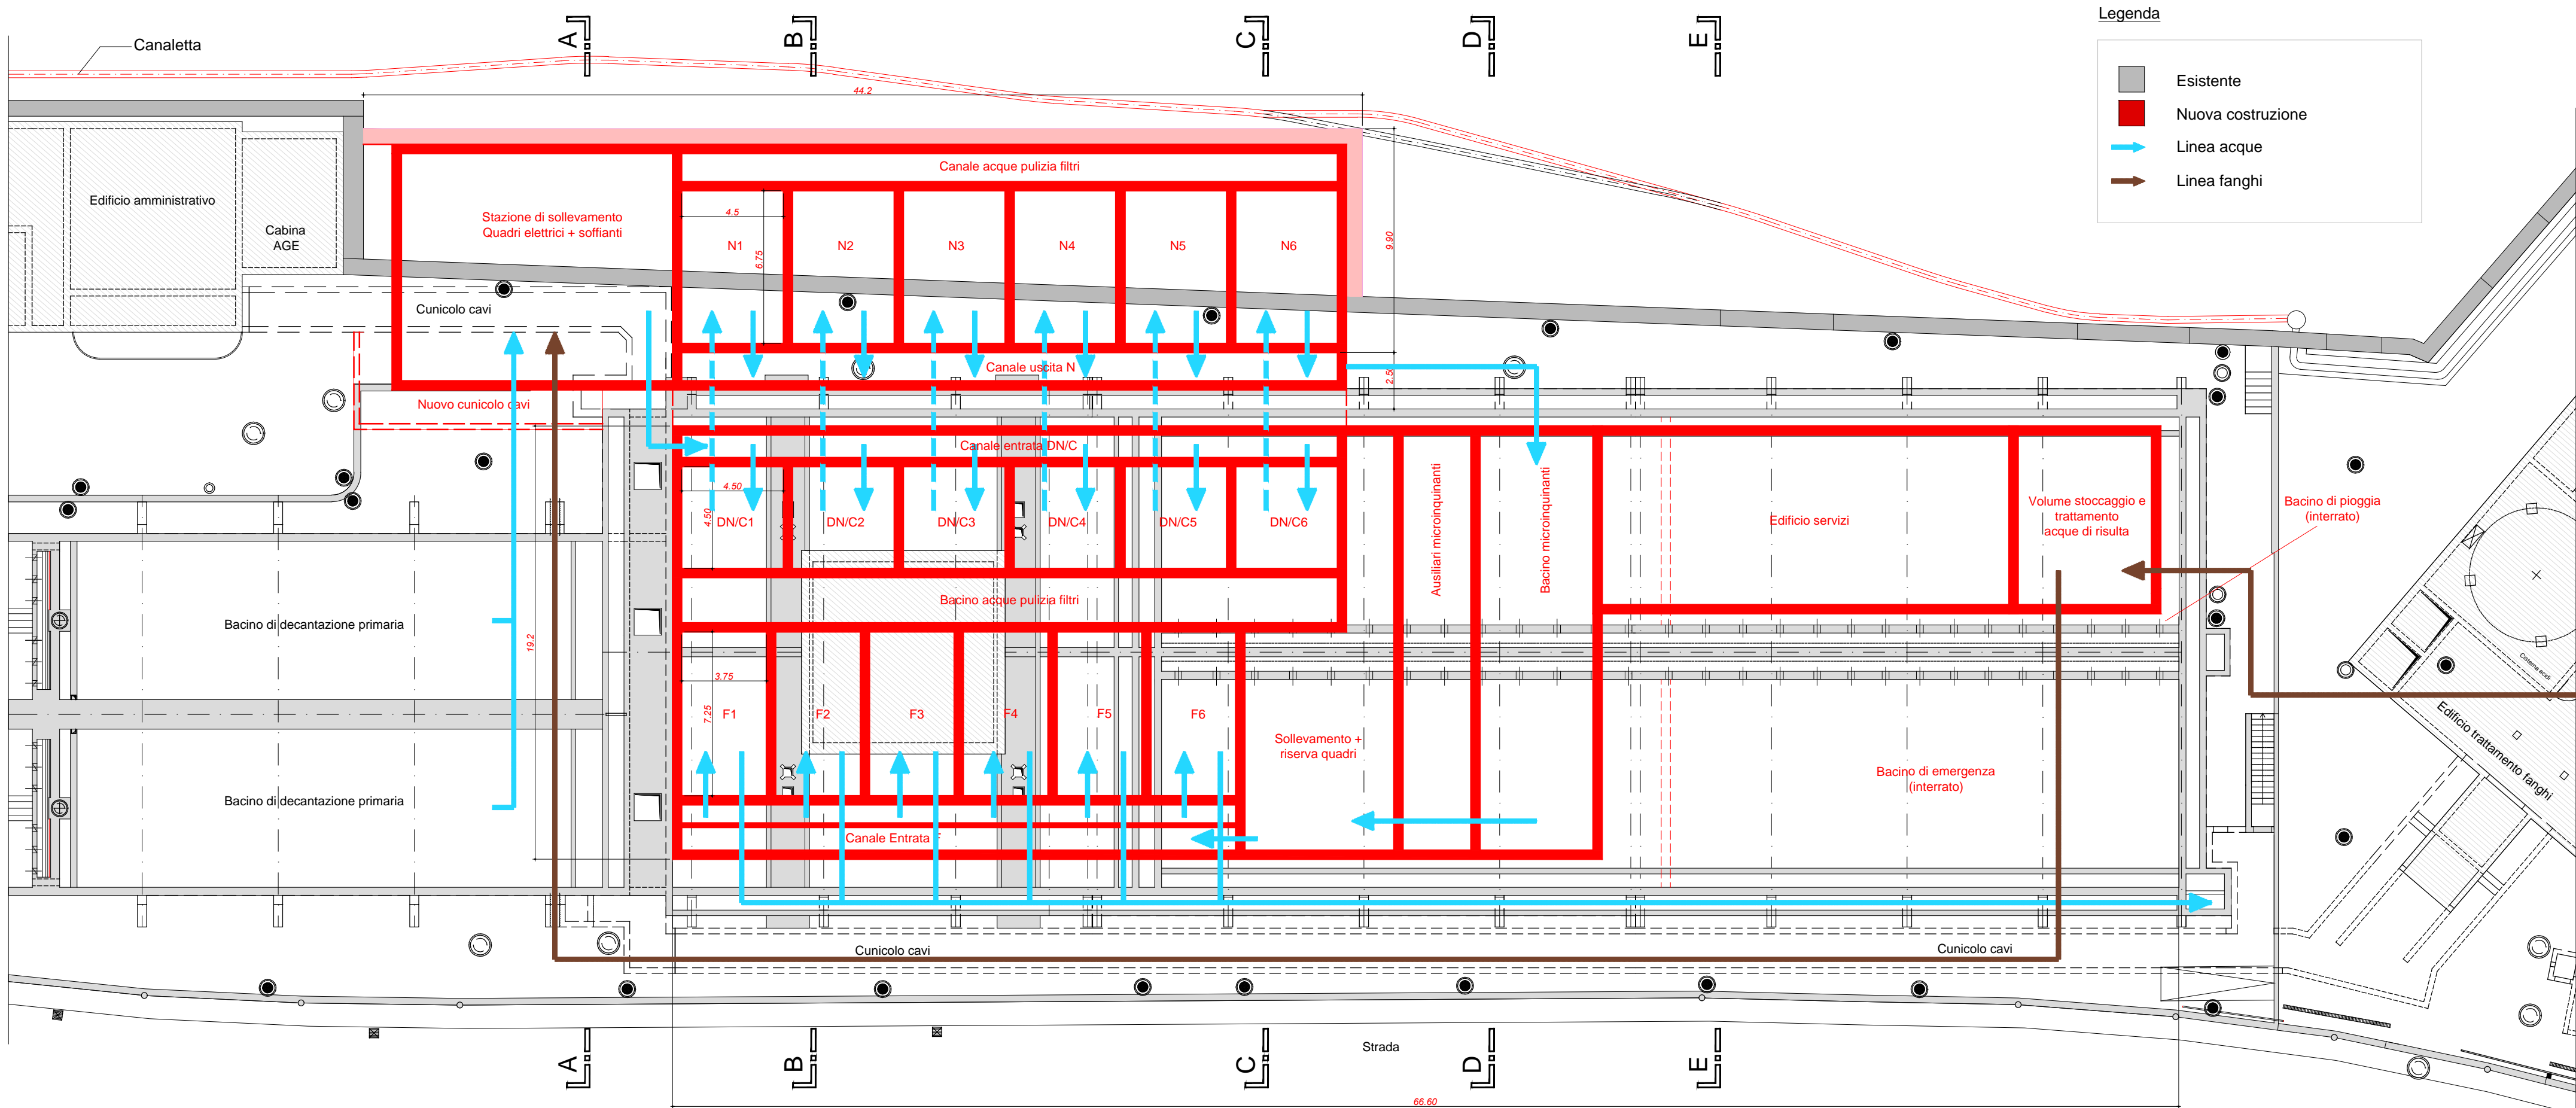 Legenda
Esistente
Nuova costruzione
Linea acque
Linea fanghi
A
B
C
D
E
Canaletta
44.2
Edificio amministrativo
Cabina
AGE
Stazione di sollevamento
Quadri elettrici + soffianti
Canale acque pulizia filtri
4.5
6.75
N1
N2
N3
N4
N5
N6
9.90
Cunicolo cavi
Canale uscita N
2.50
Nuovo cunicolo cavi
Canale entrata DN/C
4.50
4.50
DN/C1
DN/C2
DN/C3
DN/C4
DN/C5
DN/C6
Ausiliari microinquinanti
Bacino microinquinanti
Edificio servizi
Volume stoccaggio e
trattamento
acque di risulta
Bacino di pioggia
(interrato)
Bacino acque pulizia filtri
Bacino di decantazione primaria
19.2
3.75
7.25
F1
F2
F3
F4
F5
F6
Sollevamento +
riserva quadri
Bacino di emergenza
(interrato)
Cisterna acidi
Edificio trattamento fanghi
Bacino di decantazione primaria
Canale Entrata F
Cunicolo cavi
Cunicolo cavi
Strada
A
B
C
D
E
66.60